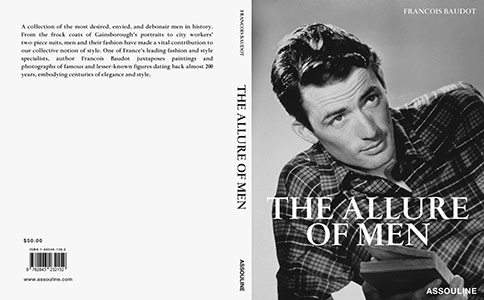 A collection of the most desired, envied, and debonair men in history.
From the frock coats of Gainsborough's portraits to city workers'
two-piece suits, men and their fashion have made a vital contribution to
our collective notion of style. One of France's leading fashion and style
specialists, author Francois Baudot juxtaposes paintings and
photographs of famous and lesser-known figures dating back almost 200
years, embodying centuries of elegance and style.
$50.00
9 782843 232152
www.assouline.com
FRANCOIS BAUDOT
THE ALLURE OF MEN
ASSOULINE
FRANCOIS BAUDOT
THE ALLURE
OF MEN
ASSOULINE